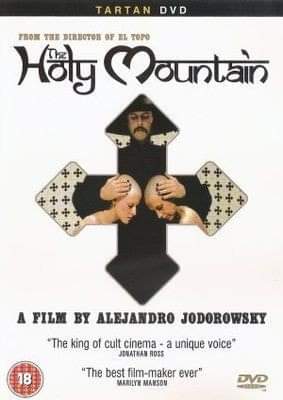 TARTAN DVD
FROM THE DIRECTOR OF EL TOPO
The
Holy Mountain
A FILM BY ALEJANDRO JODOROWSKY
"The king of cult cinema - a unique voice"
JONATHAN ROSS
"The best film-maker ever"
MARILYN MANSON
18
DVD